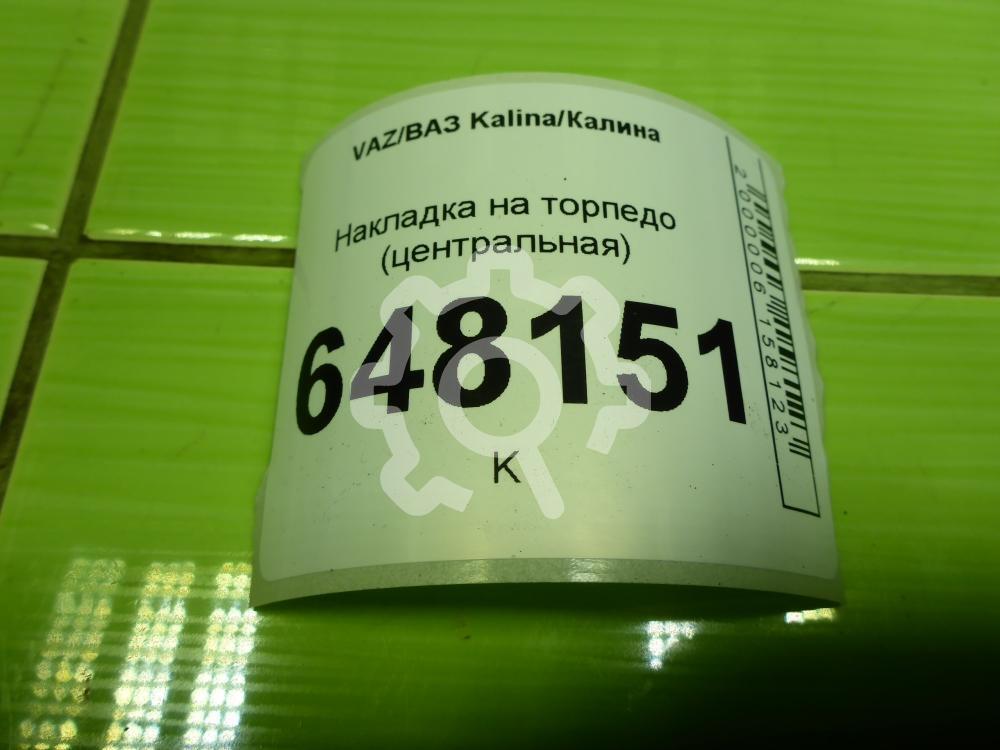 VAZ/ВАЗ Kalina/Калина
Накладка на торпедо
(центральная)
648151
К
2000006158123